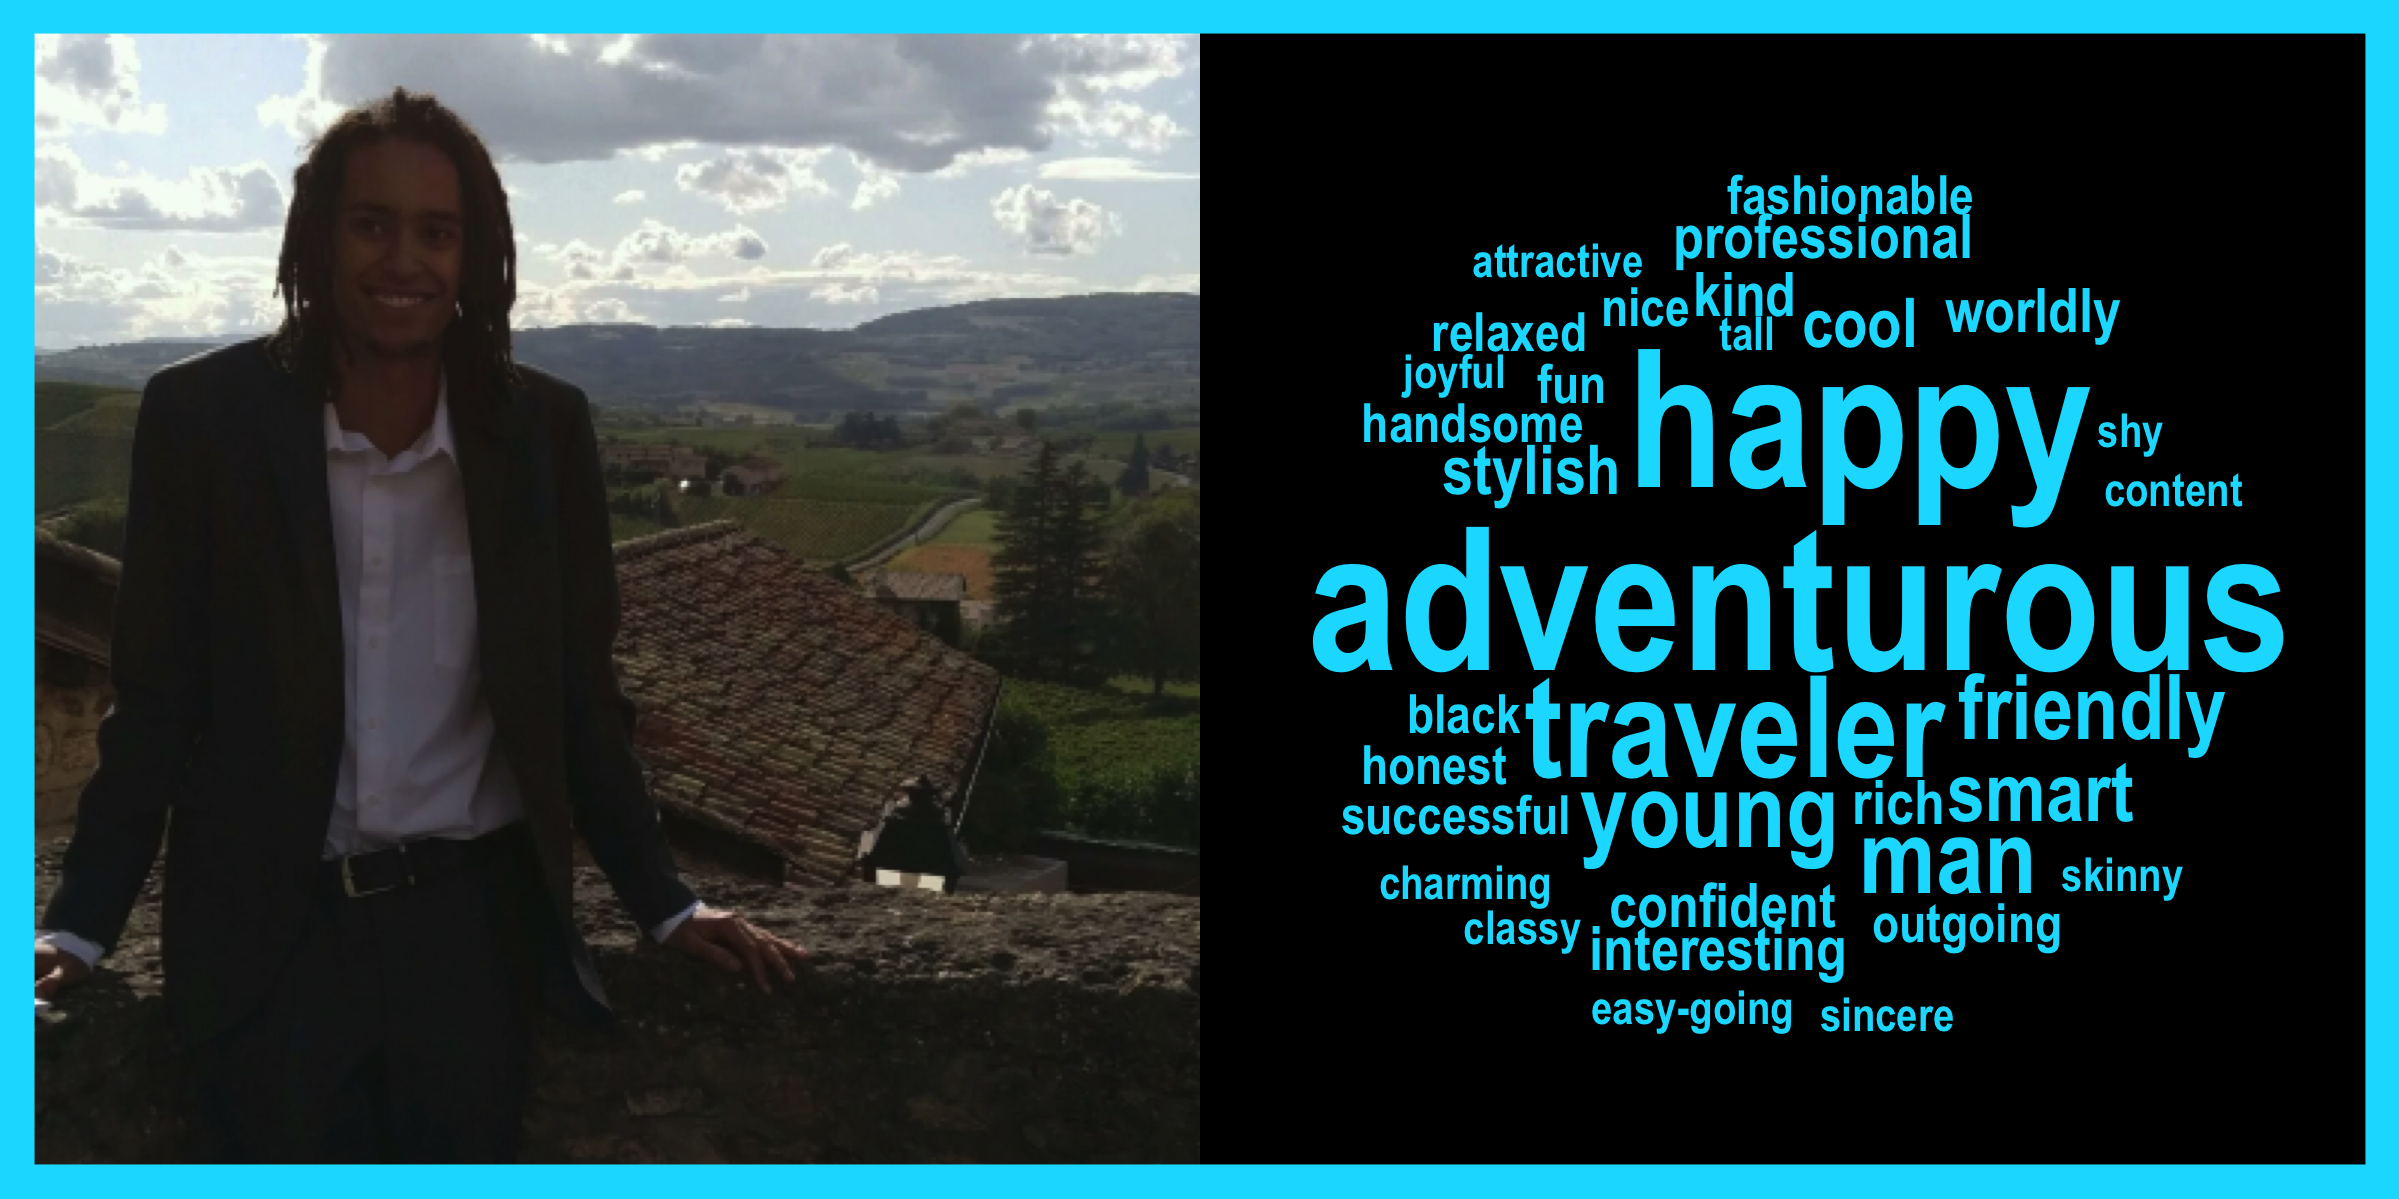 fashionable
professional
attractive
nice kind
relaxed tall cool worldly
joyful fun
handsome happy shy
stylish content
adventurous
black traveler friendly
honest
successful young rich smart
man
charming skinny
confident
classy outgoing
interesting
easy-going sincere